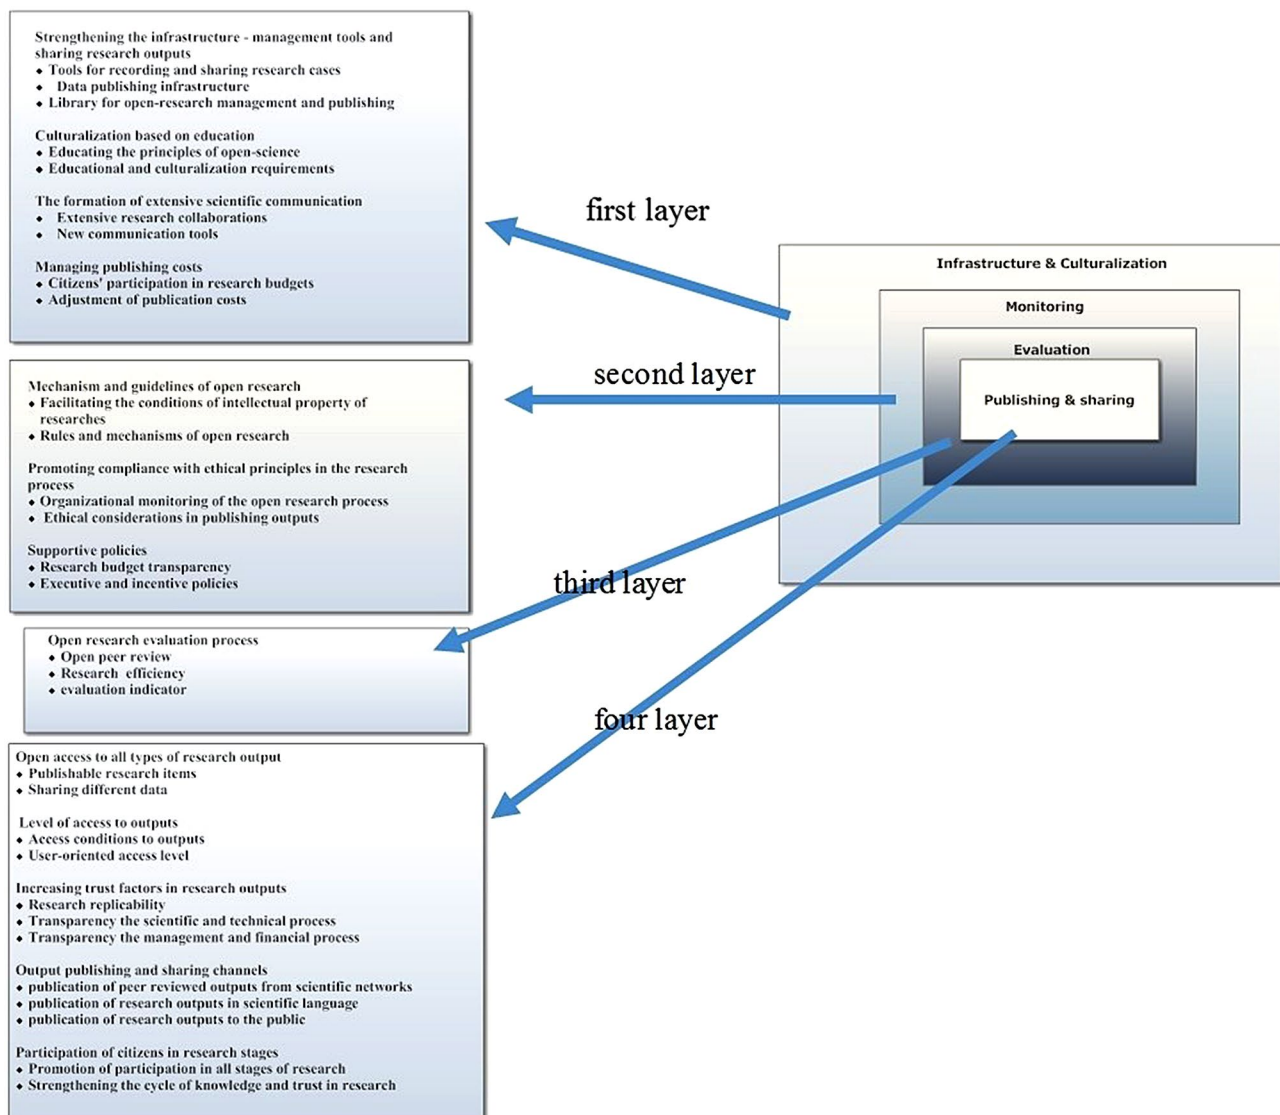 Strengthening the infrastructure - management tools and
sharing research outputs
◆ Tools for recording and sharing research cases
◆ Data publishing infrastructure
◆ Library for open-research management and publishing
Culturalization based on education
◆ Educating the principles of open-science
◆ Educational and culturalization requirements
The formation of extensive scientific communication
◆ Extensive research collaborations
◆ New communication tools
Managing publishing costs
◆ Citizens' participation in research budgets
◆ Adjustment of publication costs
Mechanism and guidelines of open research
◆ Facilitating the conditions of intellectual property of
researches
◆ Rules and mechanisms of open research
Promoting compliance with ethical principles in the research
process
◆ Organizational monitoring of the open research process
◆ Ethical considerations in publishing outputs
Supportive policies
◆ Research budget transparency
◆ Executive and incentive policies
Open research evaluation process
◆ Open peer review
◆ Research efficiency
◆ evaluation indicator
Open access to all types of research output
◆ Publishable research items
◆ Sharing different data
Level of access to outputs
◆ Access conditions to outputs
◆ User-oriented access level
Increasing trust factors in research outputs
◆ Research replicability
◆ Transparency the scientific and technical process
◆ Transparency the management and financial process
Output publishing and sharing channels
◆ publication of peer reviewed outputs from scientific networks
◆ publication of research outputs in scientific language
◆ publication of research outputs to the public
Participation of citizens in research stages
◆ Promotion of participation in all stages of research
◆ Strengthening the cycle of knowledge and trust in research
first layer
second layer
third layer
four layer
Infrastructure & Culturalization
Monitoring
Evaluation
Publishing & sharing